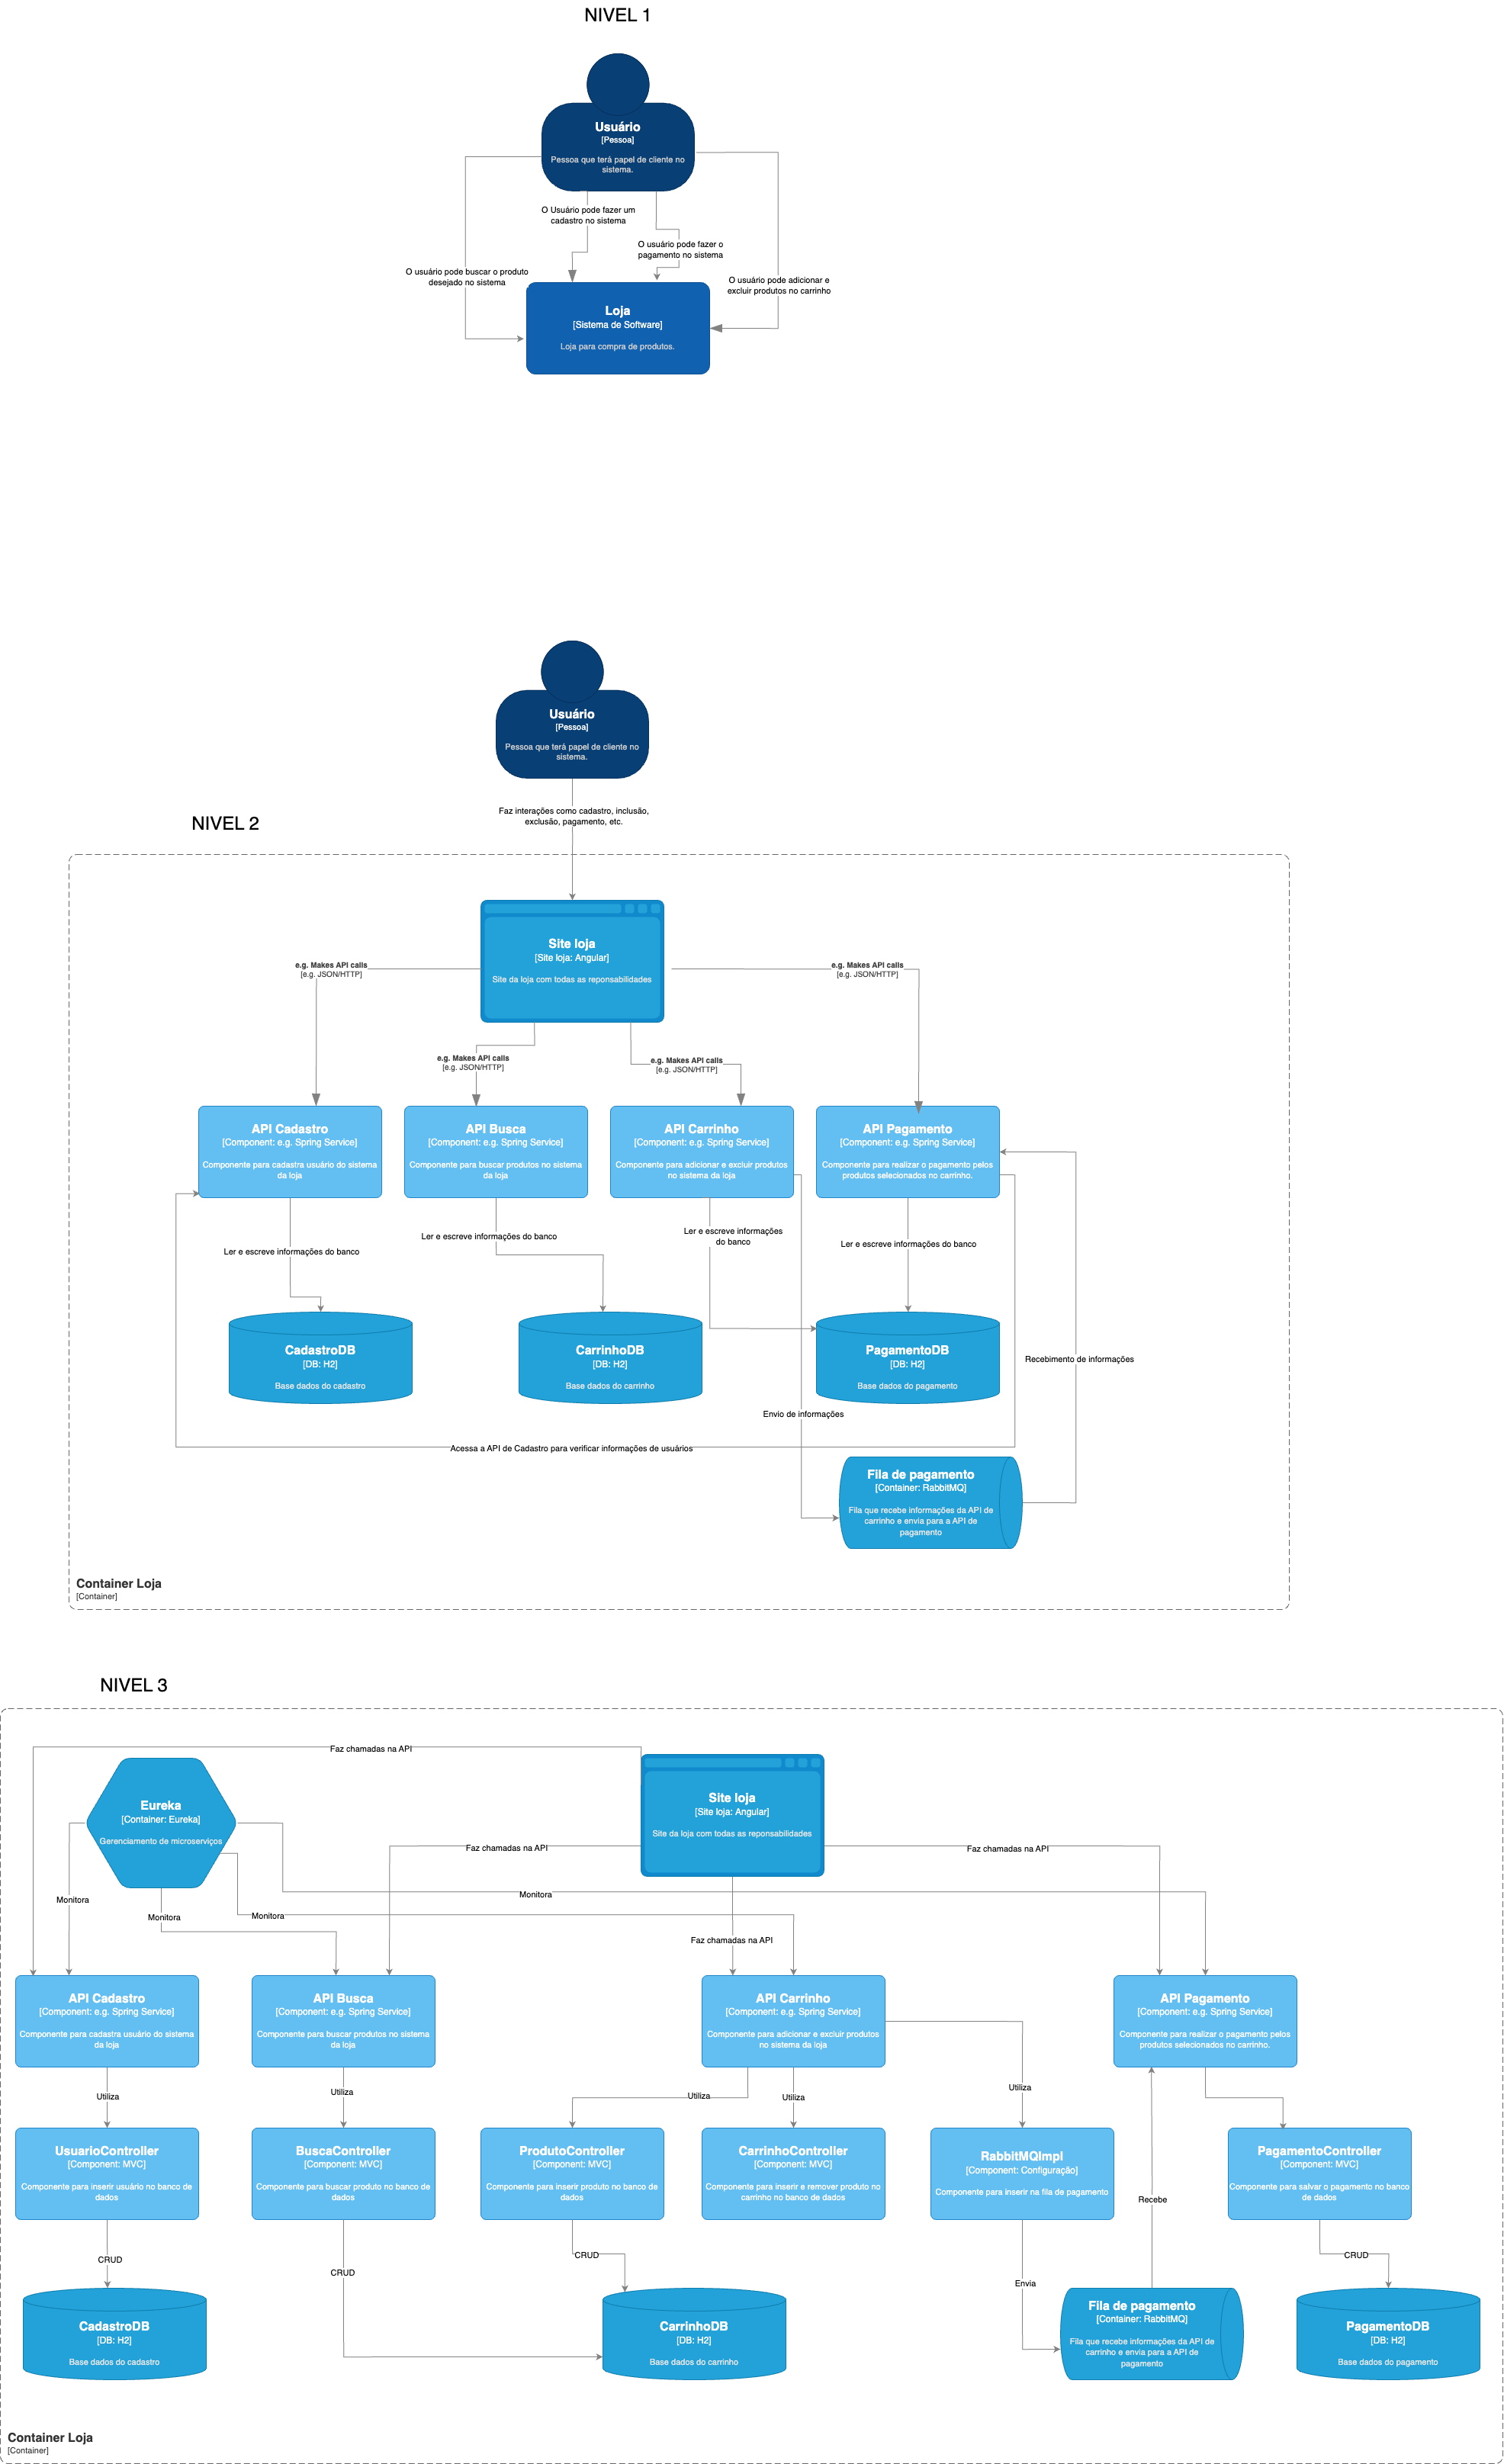 NIVEL 1
Usuário
[Pessoa]
Pessoa que terá papel de cliente no
sistema.
O Usuário pode fazer um
cadastro no sistema
O usuário pode fazer o
pagamento no sistema
O usuário pode buscar o produto
desejado no sistema
O usuário pode adicionar e
excluir produtos no carrinho
Loja
[Sistema de Software]
Loja para compra de produtos.
Usuário
[Pessoa]
Pessoa que terá papel de cliente no
sistema.
Faz interações como cadastro, inclusão,
exclusão, pagamento, etc.
NIVEL 2
Site loja
[Site loja: Angular]
Site da loja com todas as reponsabilidades
e.g. Makes API calls
[e.g. JSON/HTTP]
e.g. Makes API calls
[e.g. JSON/HTTP]
e.g. Makes API calls
[e.g. JSON/HTTP]
e.g. Makes API calls
[e.g. JSON/HTTP]
API Cadastro
[Component: e.g. Spring Service]
Componente para cadastra usuário do sistema
da loja
API Busca
[Component: e.g. Spring Service]
Componente para buscar produtos no sistema
da loja
API Carrinho
[Component: e.g. Spring Service]
Componente para adicionar e excluir produtos
no sistema da loja
API Pagamento
[Component: e.g. Spring Service]
Componente para realizar o pagamento pelos
produtos selecionados no carrinho.
Ler e escreve informações do banco
Ler e escreve informações do banco
Ler e escreve informações
do banco
Ler e escreve informações do banco
CadastroDB
[DB: H2]
Base dados do cadastro
CarrinhoDB
[DB: H2]
Base dados do carrinho
PagamentoDB
[DB: H2]
Base dados do pagamento
Recebimento de informações
Envio de informações
Acessa a API de Cadastro para verificar informações de usuários
Fila de pagamento
[Container: RabbitMQ]
Fila que recebe informações da API de
carrinho e envia para a API de
pagamento
Container Loja
[Container]
NIVEL 3
Faz chamadas na API
Eureka
[Container: Eureka]
Gerenciamento de microserviços
Site loja
[Site loja: Angular]
Site da loja com todas as reponsabilidades
Faz chamadas na API
Faz chamadas na API
Monitora
Monitora
Monitora
Monitora
Faz chamadas na API
API Cadastro
[Component: e.g. Spring Service]
Componente para cadastra usuário do sistema
da loja
API Busca
[Component: e.g. Spring Service]
Componente para buscar produtos no sistema
da loja
API Carrinho
[Component: e.g. Spring Service]
Componente para adicionar e excluir produtos
no sistema da loja
API Pagamento
[Component: e.g. Spring Service]
Componente para realizar o pagamento pelos
produtos selecionados no carrinho.
Utiliza
Utiliza
Utiliza
Utiliza
Utiliza
UsuarioController
[Component: MVC]
Componente para inserir usuário no banco de
dados
BuscaController
[Component: MVC]
Componente para buscar produto no banco de
dados
ProdutoController
[Component: MVC]
Componente para inserir produto no banco de
dados
CarrinhoController
[Component: MVC]
Componente para inserir e remover produto no
carrinho no banco de dados
RabbitMQImpl
[Component: Configuração]
Componente para inserir na fila de pagamento
PagamentoController
[Component: MVC]
Componente para salvar o pagamento no banco
de dados
Recebe
CRUD
CRUD
CRUD
Envia
CRUD
CadastroDB
[DB: H2]
Base dados do cadastro
CarrinhoDB
[DB: H2]
Base dados do carrinho
Fila de pagamento
[Container: RabbitMQ]
Fila que recebe informações da API de
carrinho e envia para a API de
pagamento
PagamentoDB
[DB: H2]
Base dados do pagamento
Container Loja
[Container]